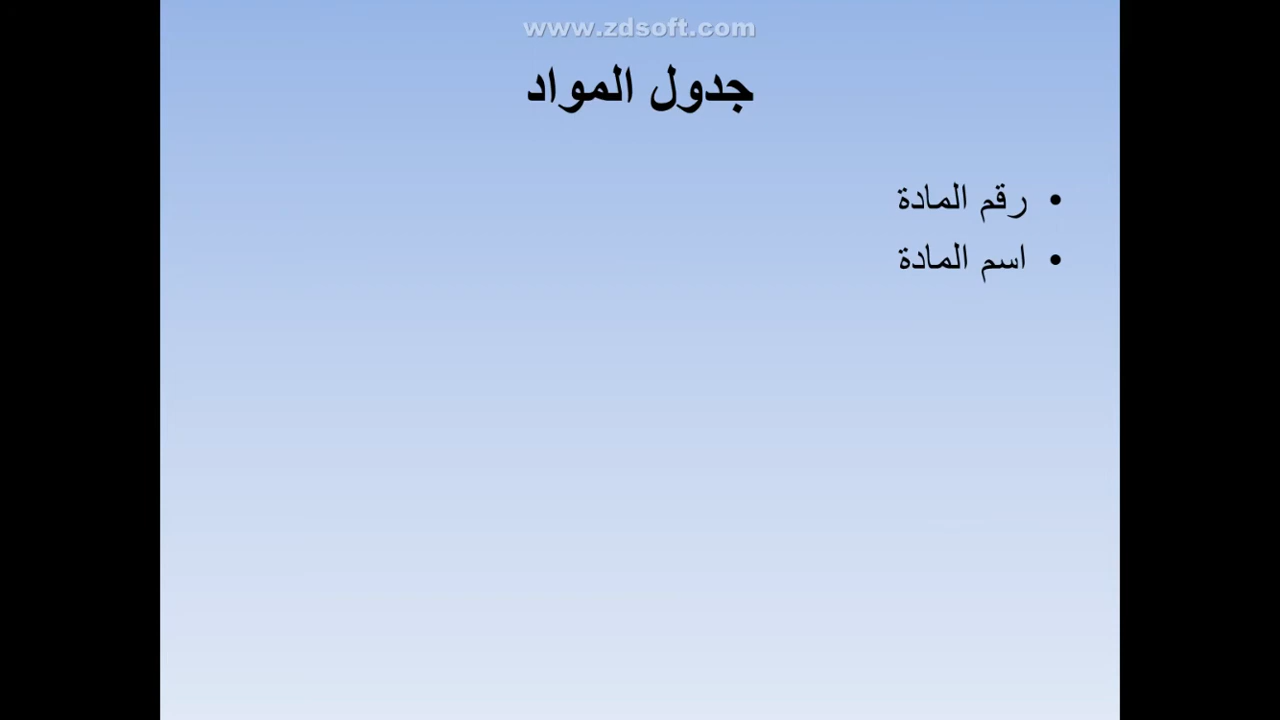 www.zdsoft.com
جدول المواد
• رقم المادة
• اسم المادة